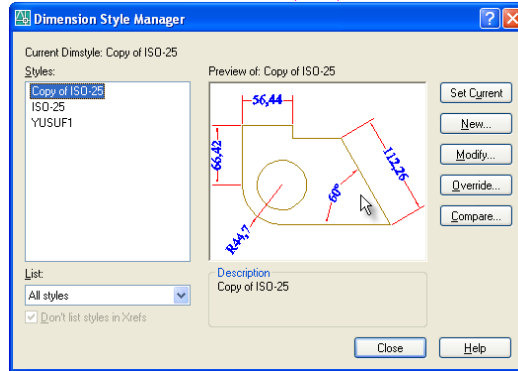 Dimension Style Manager
Current Dimstyle: Copy of ISO-25
Styles:
Copy of ISO-25
ISO-25
YUSUF1
Preview of: Copy of ISO-25
56,44
66,42
112,26
60°
R44,7
Set Current
New...
Modify...
Override...
Compare...
List:
All styles
Don't list styles in Xrefs
Description
Copy of ISO-25
Close
Help